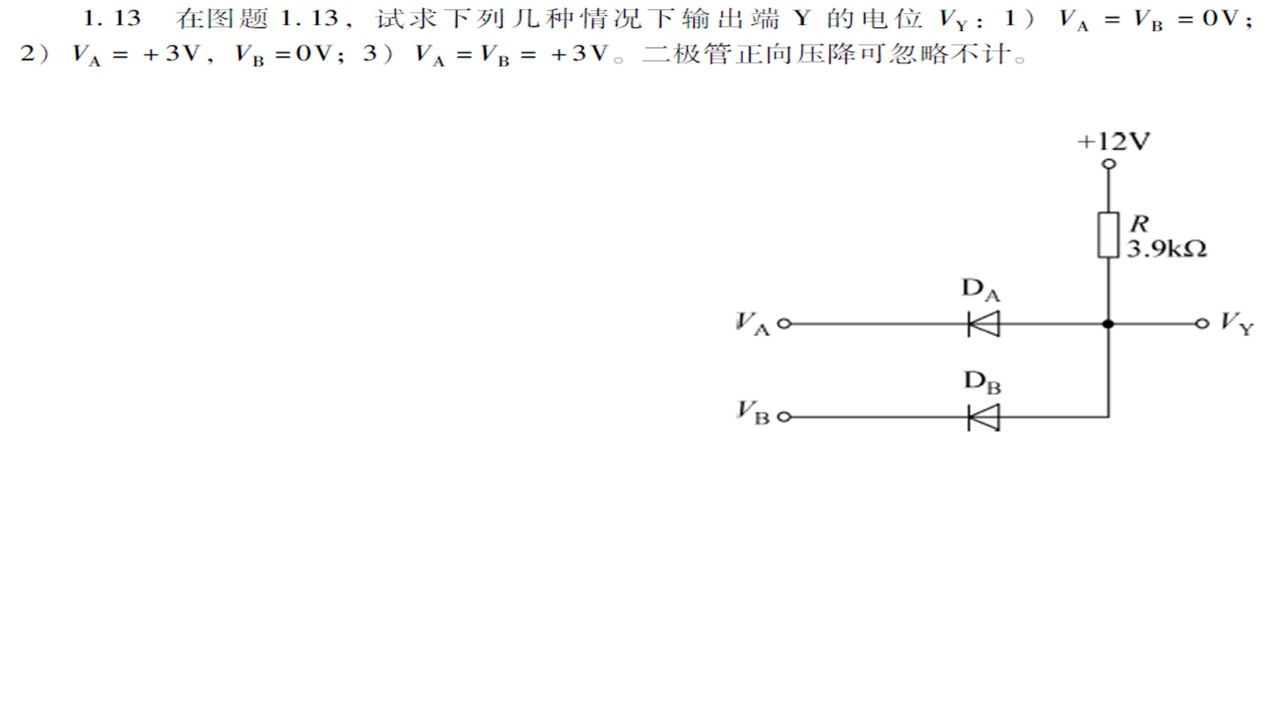 1.13 在图题 1.13，试求下列几种情况下输出端 Y 的电位 VY：1）VA = VB = 0V；
2）VA = +3V，VB =0V；3）VA =VB = +3V。二极管正向压降可忽略不计。
+12V
R
3.9kΩ
DA
VA
VY
DB
VB